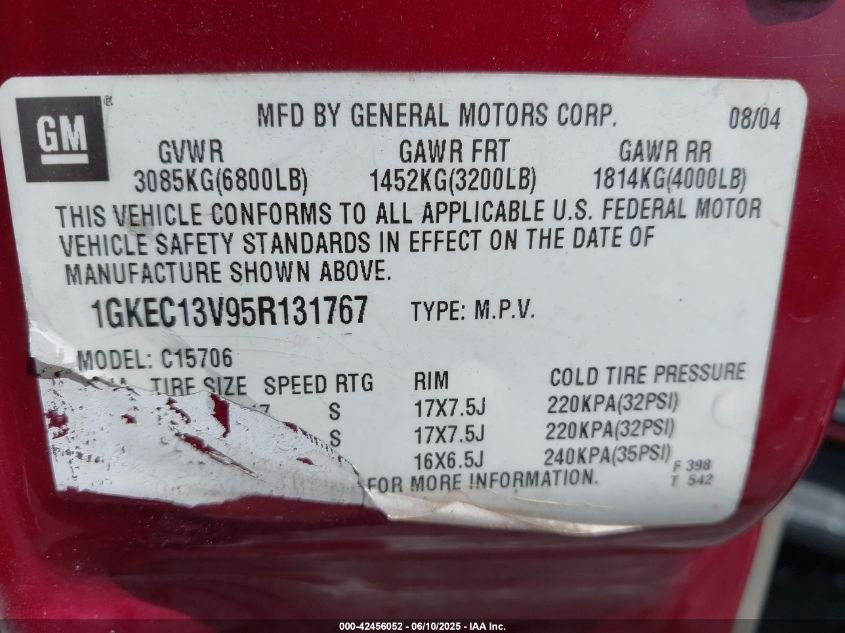 GM ®
MFD BY GENERAL MOTORS CORP. 08/04
GVWR GAWR FRT GAWR RR
3085KG(6800LB) 1452KG(3200LB) 1814KG(4000LB)
THIS VEHICLE CONFORMS TO ALL APPLICABLE U.S. FEDERAL MOTOR
VEHICLE SAFETY STANDARDS IN EFFECT ON THE DATE OF
MANUFACTURE SHOWN ABOVE.
1GKEC13V95R131767 TYPE: M.P.V.
MODEL: C15706
TIRE SIZE SPEED RTG RIM COLD TIRE PRESSURE
7 S 17X7.5J 220KPA(32PSI)
S 17X7.5J 220KPA(32PSI)
16X6.5J 240KPA(35PSI) F 398
FOR MORE INFORMATION. T 542
000-42456052 - 06/10/2025 - IAA Inc.